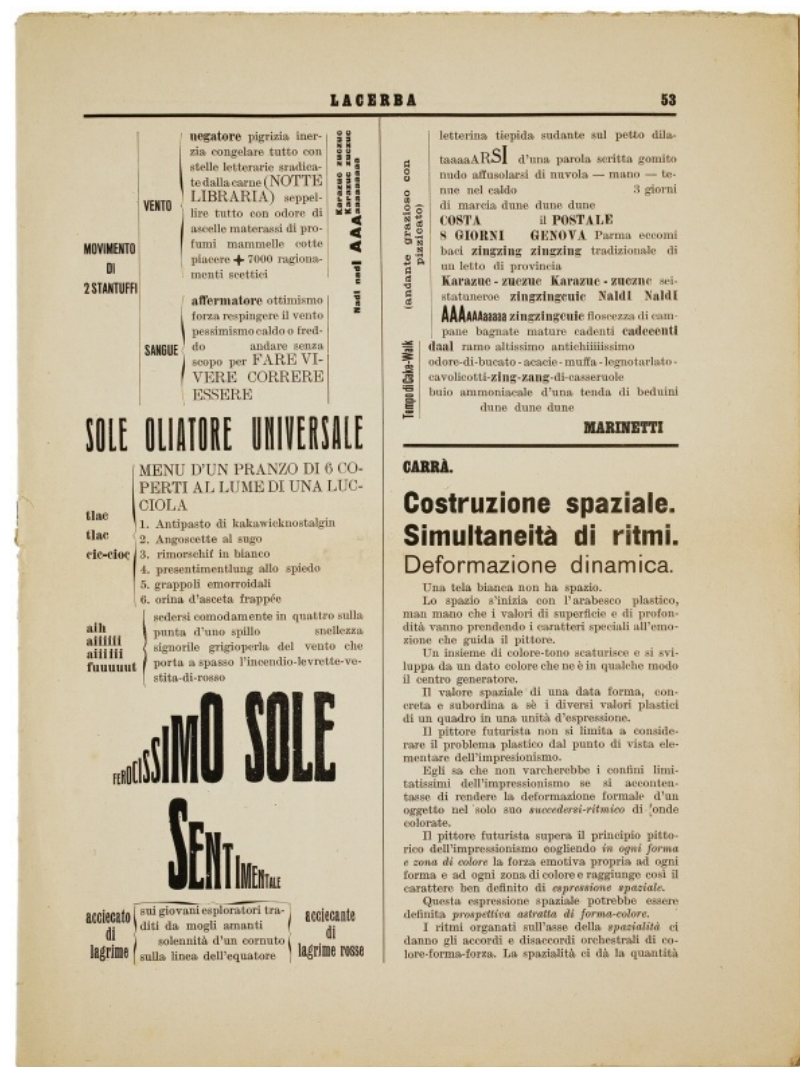 LACERBA 53
MOVIMENTO
DI
2 STANTUFFI
VENTO
negatore pigrizia iner-
zia congelare tutto con
stelle letterarie sradica-
te dalla carne (NOTTE
LIBRARIA) seppel-
lire tutto con odore di
ascelle materassi di pro-
fumi mammelle cotte
piacere + 7000 ragiona-
menti scettici
Karazuc zuczuc
Karazuc zuczuc
Nadì nadì AAAaaaaaaaaa
SANGUE
affermatore ottimismo
forza respingere il vento
pessimismo caldo o fred-
do andare senza
scopo per FARE VI-
VERE CORRERE
ESSERE
SOLE OLIATORE UNIVERSALE
tlac
tlac
cic-cioc
MENU D'UN PRANZO DI 6 CO-
PERTI AL LUME DI UNA LUC-
CIOLA
1. Antipasto di kakawicknostalgin
2. Angoscette al sugo
3. rimorschif in bianco
4. presentimentlung allo spiedo
5. grappoli emorroidali
6. orina d'asceta frappée
aih
aiiiiii
aiiiiii
fuuuuut
sedersi comodamente in quattro sulla
punta d'uno spillo snellezza
signorile grigioperla del vento che
porta a spasso l'incendio-levrette-ve-
stita-di-rosso
FEROCISSIMO SOLE
SENTIMENTALE
acciecato
di
lagrime
sui giovani esploratori tra-
diti da mogli amanti
solennità d'un cornuto
sulla linea dell'equatore
acciecante
di
lagrime rosse
(andante grazioso con
pizzicato)
letterina tiepida sudante sul petto dila-
taaaaARSI d'una parola scritta gomito
nudo affusolarsi di nuvola — mano — te-
nue nel caldo 3 giorni
di marcia dune dune dune
COSTA il POSTALE
8 GIORNI GENOVA Parma eccomi
baci zingzing zingzing tradizionale di
un letto di provincia
Karazuc - zuczuc Karazuc - zuczuc sei-
statuneroe zingzingcuic NaldI NaldI
AAAAAAaaaaa zingzingcuic floscezza di cam-
pane bagnate mature cadenti cadeeenti
Tempo di Cake-Walk
daal ramo altissimo antichiiiiissimo
odore-di-bucato - acacie - muffa - legnotarlato -
cavolicotti-zing-zang-di-casseruole
buio ammoniacale d'una tenda di beduini
dune dune dune
MARINETTI
CARRÀ.
Costruzione spaziale.
Simultaneità di ritmi.
Deformazione dinamica.
Una tela bianca non ha spazio.
Lo spazio s'inizia con l'arabesco plastico,
man mano che i valori di superficie e di profon-
dità vanno prendendo i caratteri speciali all'emo-
zione che guida il pittore.
Un insieme di colore-tono scaturisce e si svi-
luppa da un dato colore che ne è in qualche modo
il centro generatore.
Il valore spaziale di una data forma, con-
creta e subordina a sè i diversi valori plastici
di un quadro in una unità d'espressione.
Il pittore futurista non si limita a conside-
rare il problema plastico dal punto di vista ele-
mentare dell'impresionismo.
Egli sa che non varcherebbe i confini limi-
tatissimi dell'impressionismo se si acconten-
tasse di rendere la deformazione formale d'un
oggetto nel solo suo succedersi-ritmico di onde
colorate.
Il pittore futurista supera il principio pitto-
rico dell'impressionismo cogliendo in ogni forma
e zona di colore la forza emotiva propria ad ogni
forma e ad ogni zona di colore e raggiunge così il
carattere ben definito di espressione spaziale.
Questa espressione spaziale potrebbe essere
definita prospettiva astratta di forma-colore.
I ritmi organati sull'asse della spazialità ci
danno gli accordi e disaccordi orchestrali di co-
lore-forma-forza. La spazialità ci dà la quantità